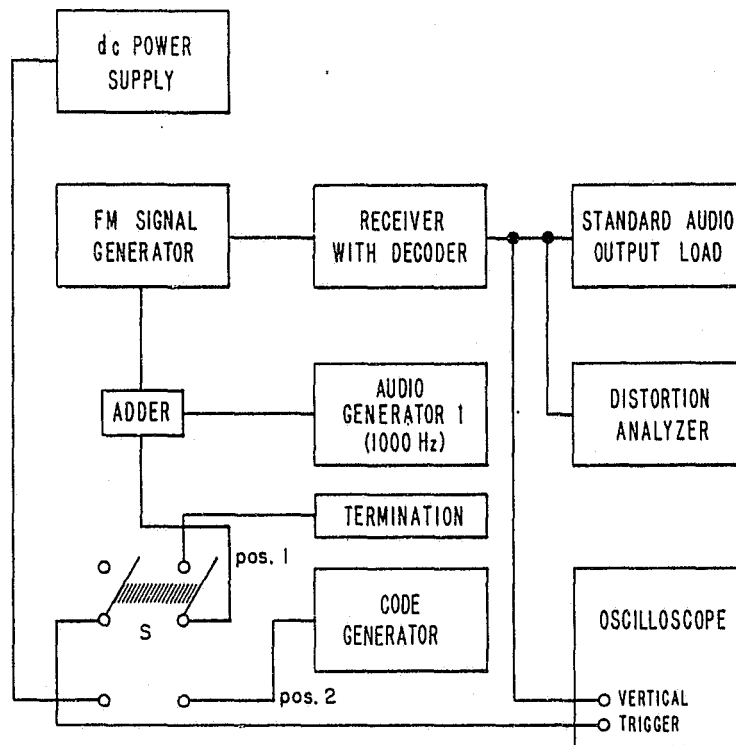 dc POWER
SUPPLY
FM SIGNAL
GENERATOR
RECEIVER
WITH DECODER
STANDARD AUDIO
OUTPUT LOAD
ADDER
AUDIO
GENERATOR 1
(1000 Hz)
DISTORTION
ANALYZER
TERMINATION
pos. 1
S
CODE
GENERATOR
OSCILLOSCOPE
pos. 2
VERTICAL
TRIGGER